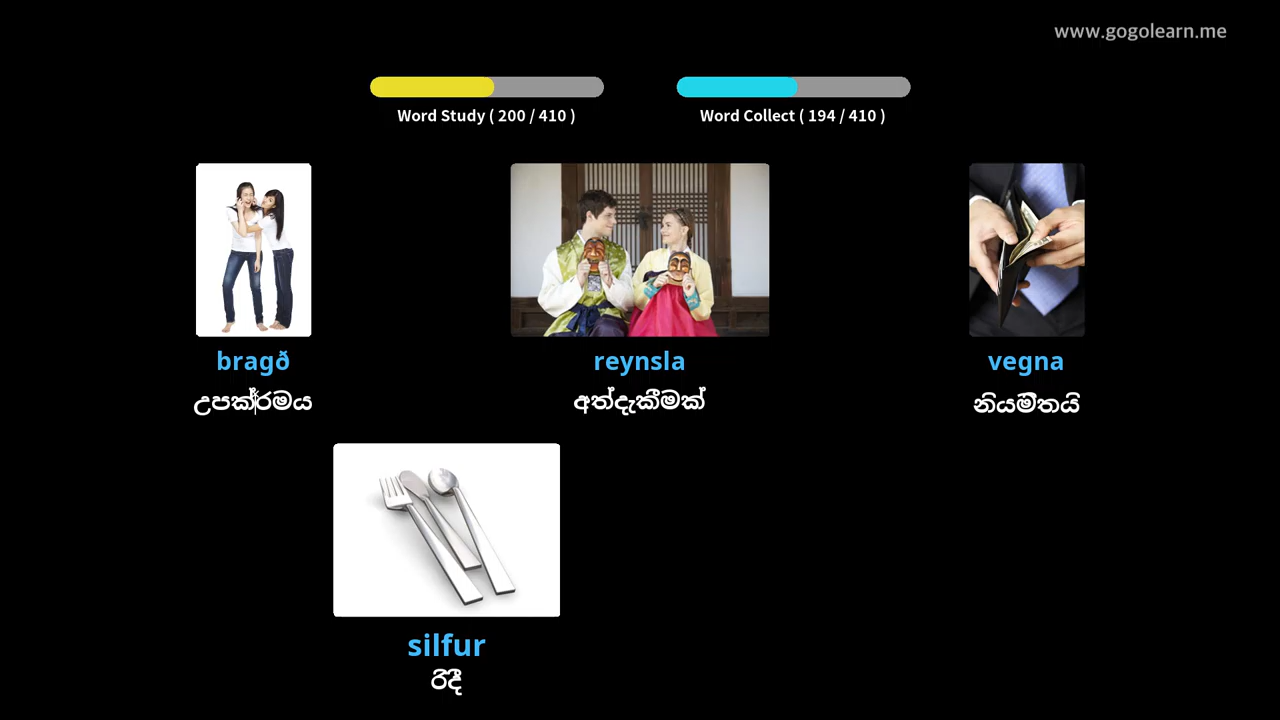 www.gogolearn.me
Word Study ( 200 / 410 )
Word Collect ( 194 / 410 )
bragð
උපක්‍රමය
reynsla
අත්දැකීමක්
vegna
නියමිතයි
silfur
රිදී